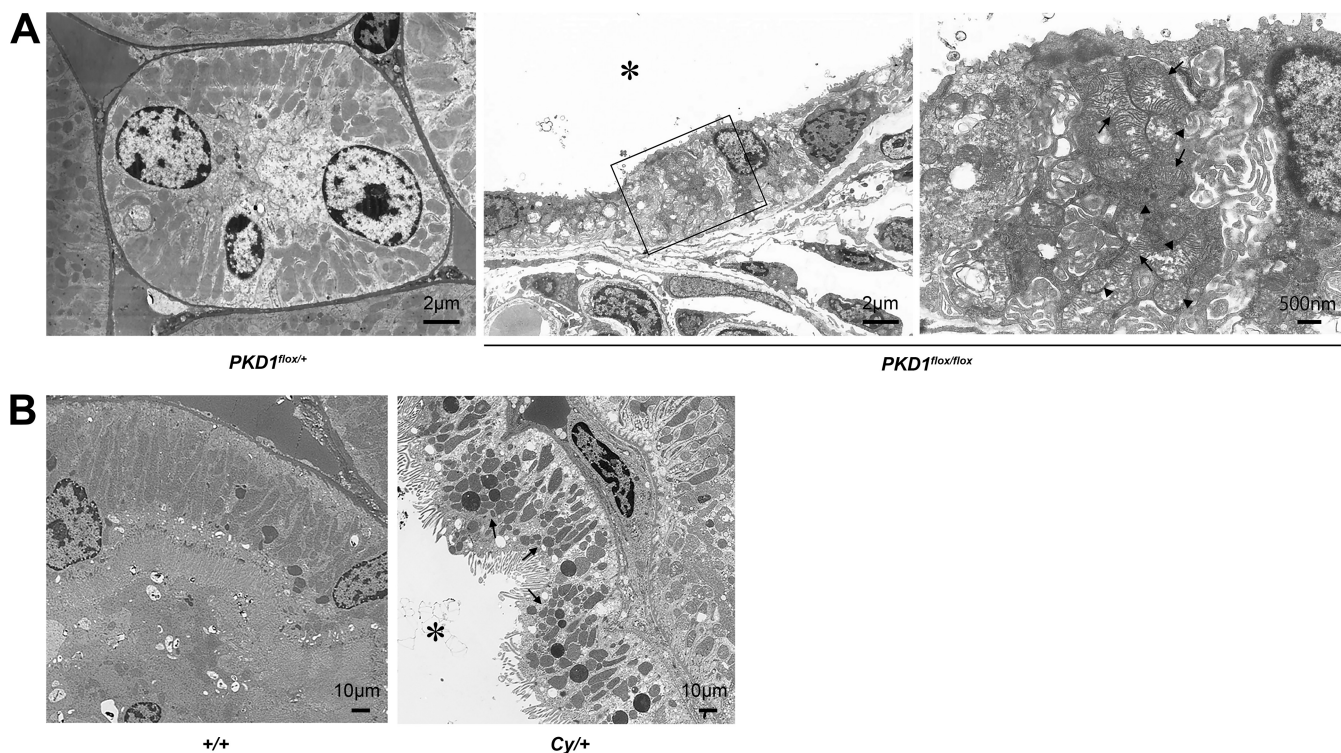 A
*
2µm
2µm
500nm
PKD1flox/+
PKD1flox/flox
B
*
10µm
10µm
+/+
Cy/+